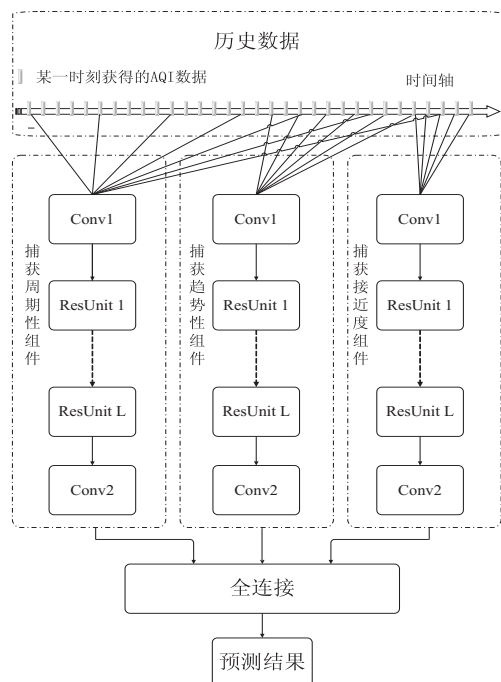 历史数据
某一时刻获得的AQI数据
时间轴
捕获周期性组件
Conv1
ResUnit 1
ResUnit L
Conv2
捕获趋势性组件
Conv1
ResUnit 1
ResUnit L
Conv2
捕获接近度组件
Conv1
ResUnit 1
ResUnit L
Conv2
全连接
预测结果